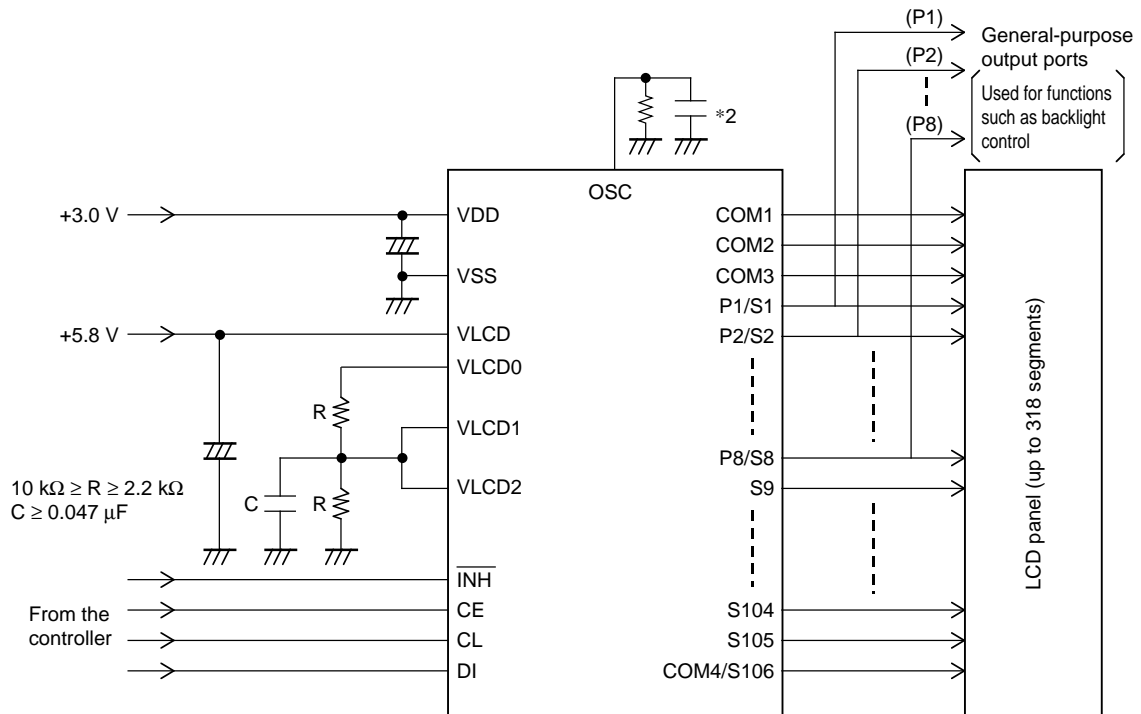 (P1)
General-purpose
output ports
(P2)
Used for functions
such as backlight
control
(P8)
*2
OSC
+3.0 V
VDD
VSS
+5.8 V
VLCD
VLCD0
R
VLCD1
VLCD2
C
R
10 kΩ ≥ R ≥ 2.2 kΩ
C ≥ 0.047 μF
INH
From the
controller
CE
CL
DI
COM1
COM2
COM3
P1/S1
P2/S2
P8/S8
S9
S104
S105
COM4/S106
LCD panel (up to 318 segments)